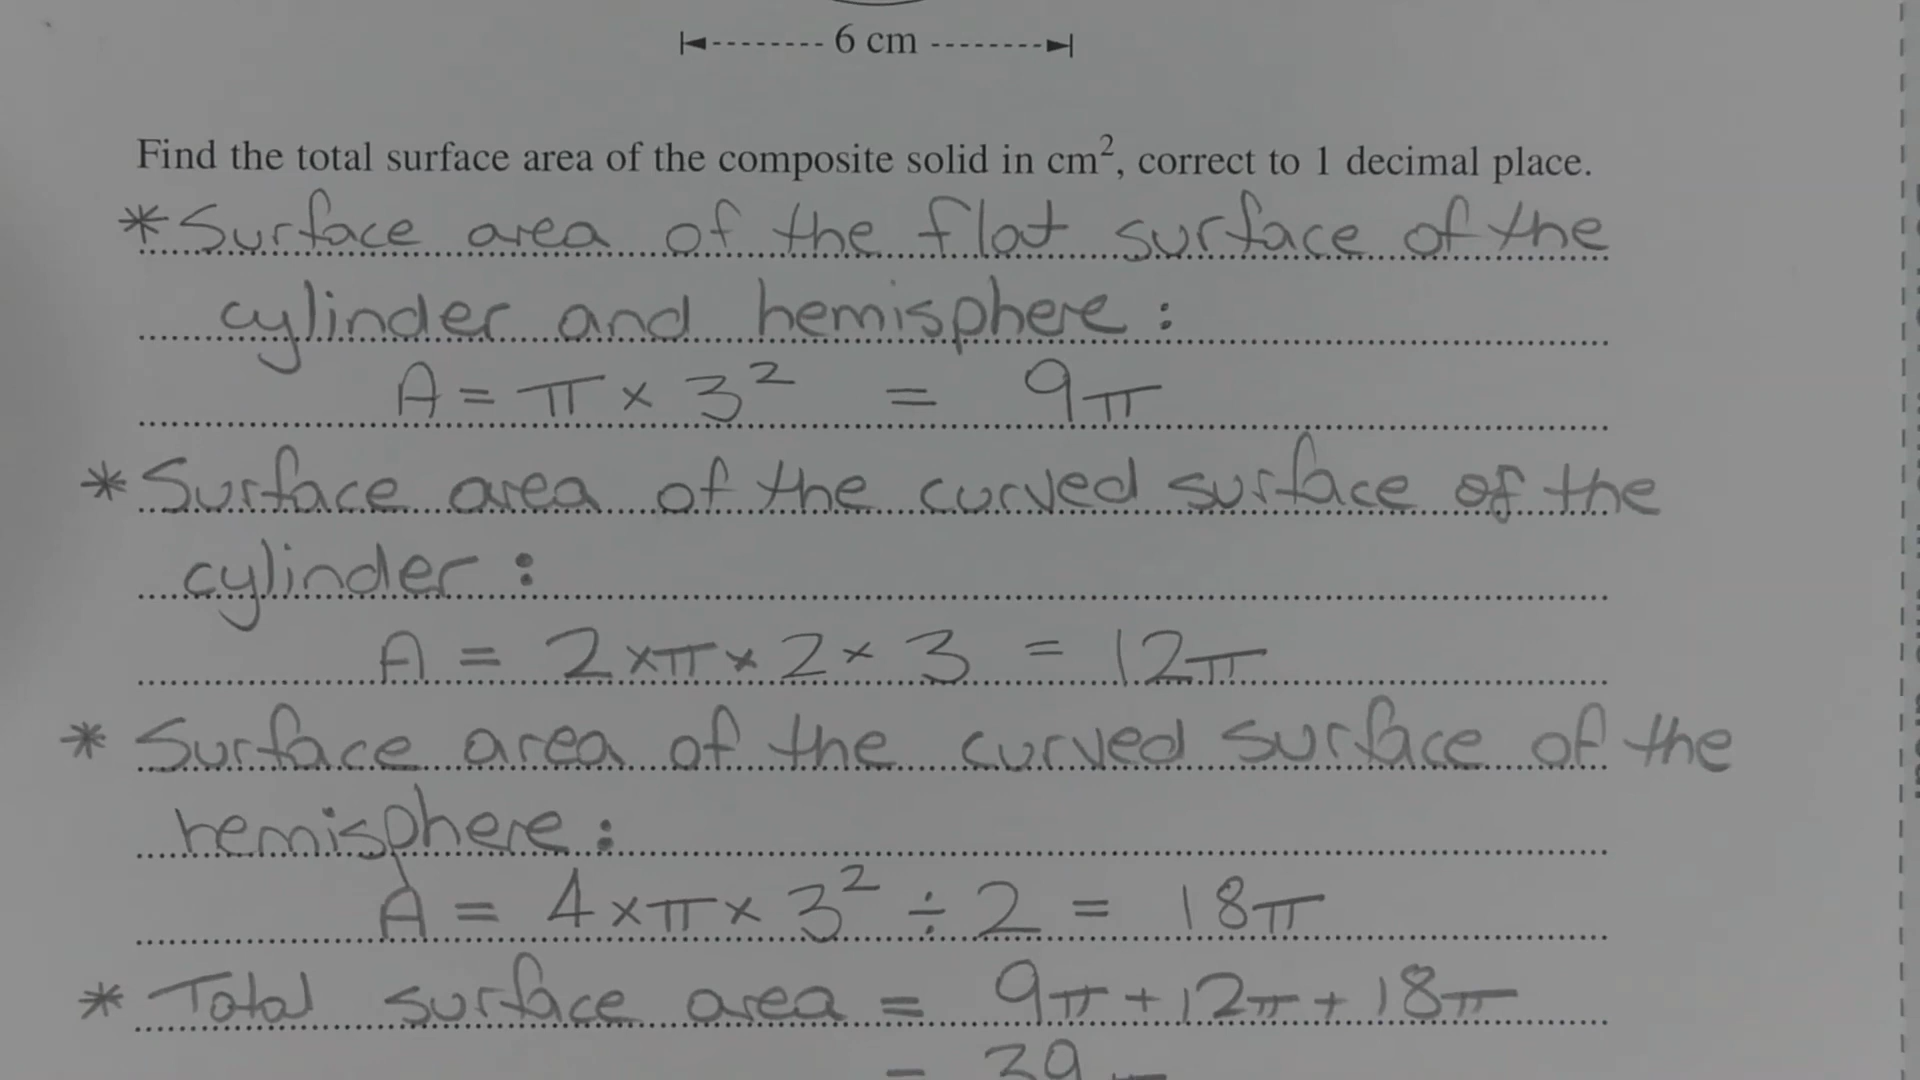 6 cm
Find the total surface area of the composite solid in cm², correct to 1 decimal place.
* Surface area of the flat surface of the
cylinder and hemisphere :
A = π × 3² = 9π
* Surface area of the curved surface of the
cylinder :
A = 2 × π × 2 × 3 = 12π
* Surface area of the curved surface of the
hemisphere :
A = 4 × π × 3² ÷ 2 = 18π
* Total surface area = 9π + 12π + 18π